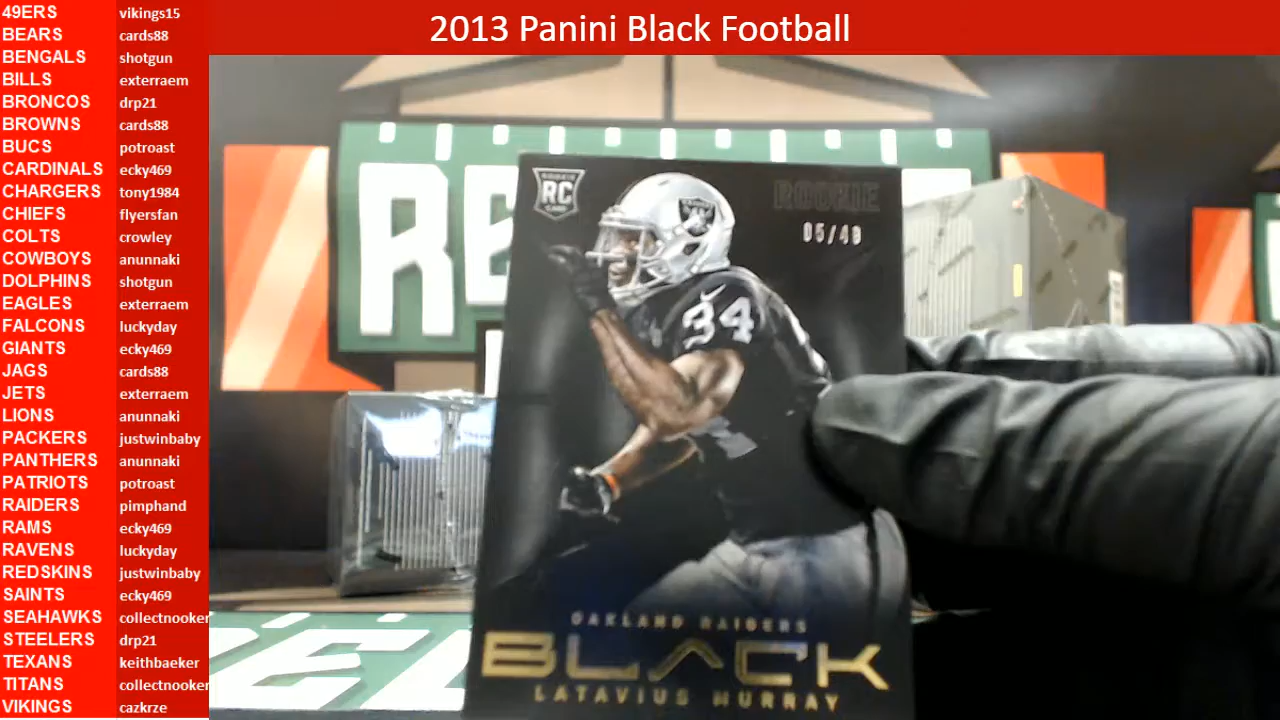 2013 Panini Black Football
49ERS vikings15
BEARS cards88
BENGALS shotgun
BILLS exterraem
BRONCOS drp21
BROWNS cards88
BUCS potroast
CARDINALS ecky469
CHARGERS tony1984
CHIEFS flyersfan
COLTS crowley
COWBOYS anunnaki
DOLPHINS shotgun
EAGLES exterraem
FALCONS luckyday
GIANTS ecky469
JAGS cards88
JETS exterraem
LIONS anunnaki
PACKERS justwinbaby
PANTHERS anunnaki
PATRIOTS potroast
RAIDERS pimphand
RAMS ecky469
RAVENS luckyday
REDSKINS justwinbaby
SAINTS ecky469
SEAHAWKS collectnooker
STEELERS drp21
TEXANS keithbaeker
TITANS collectnooker
VIKINGS cazkrze
ROOKIE
RC
CARD
ROOKIE
05/49
34
OAKLAND RAIDERS
BLACK
LATAVIUS MURRAY